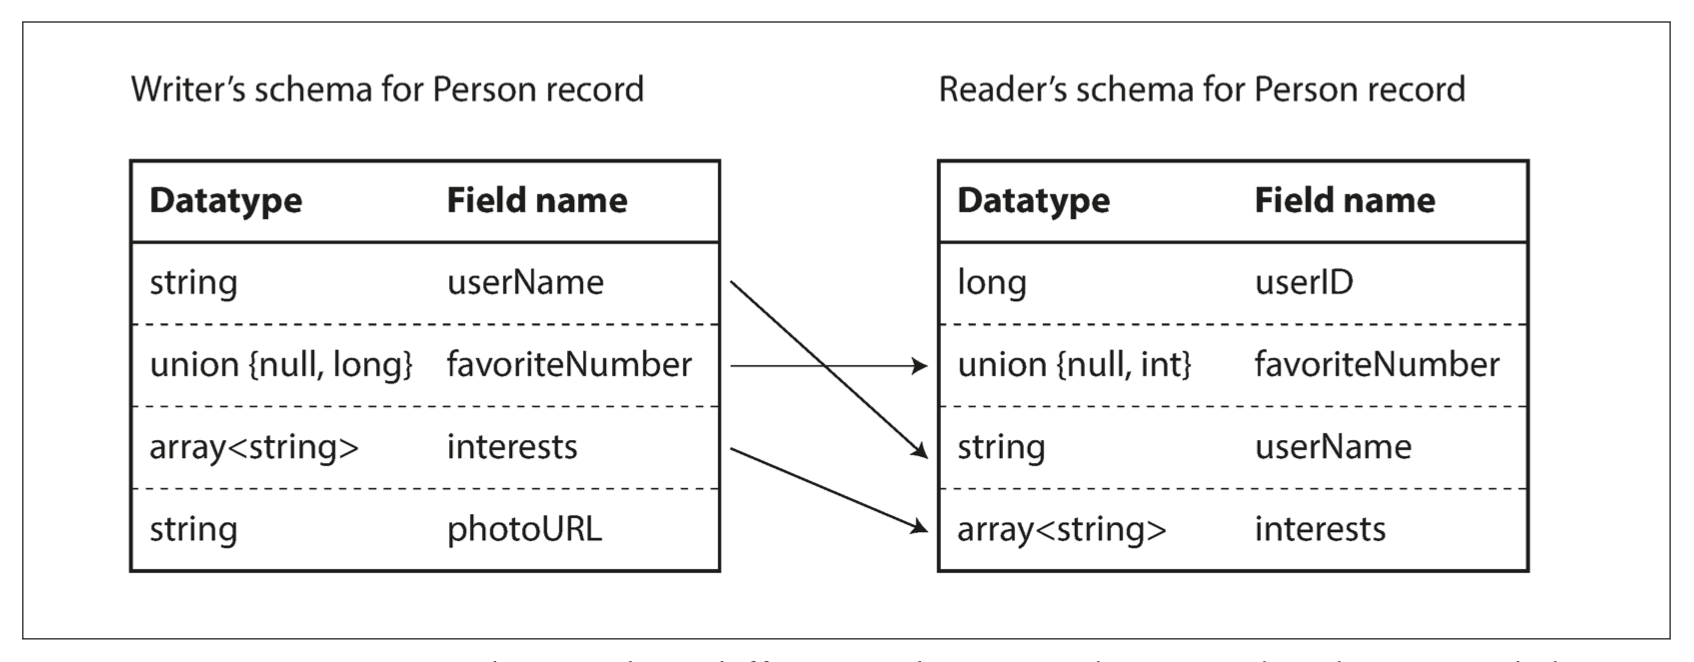 Writer’s schema for Person record
Reader’s schema for Person record
Datatype Field name
string userName
union {null, long} favoriteNumber
array<string> interests
string photoURL
Datatype Field name
long userID
union {null, int} favoriteNumber
string userName
array<string> interests